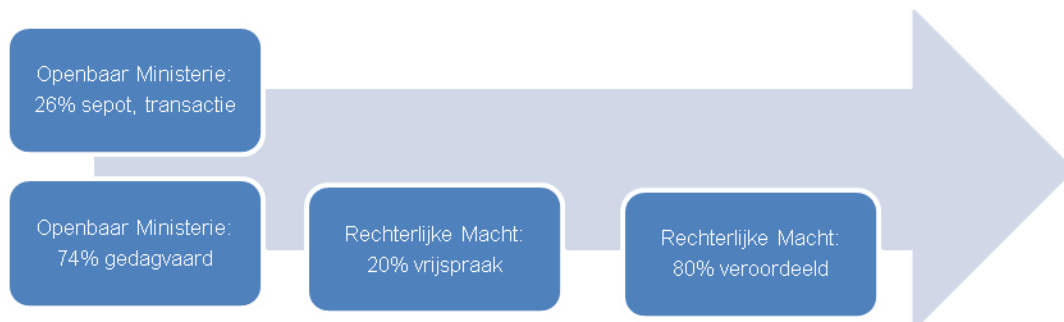 Openbaar Ministerie:
26% sepot, transactie
Openbaar Ministerie:
74% gedagvaard
Rechterlijke Macht:
20% vrijspraak
Rechterlijke Macht:
80% veroordeeld